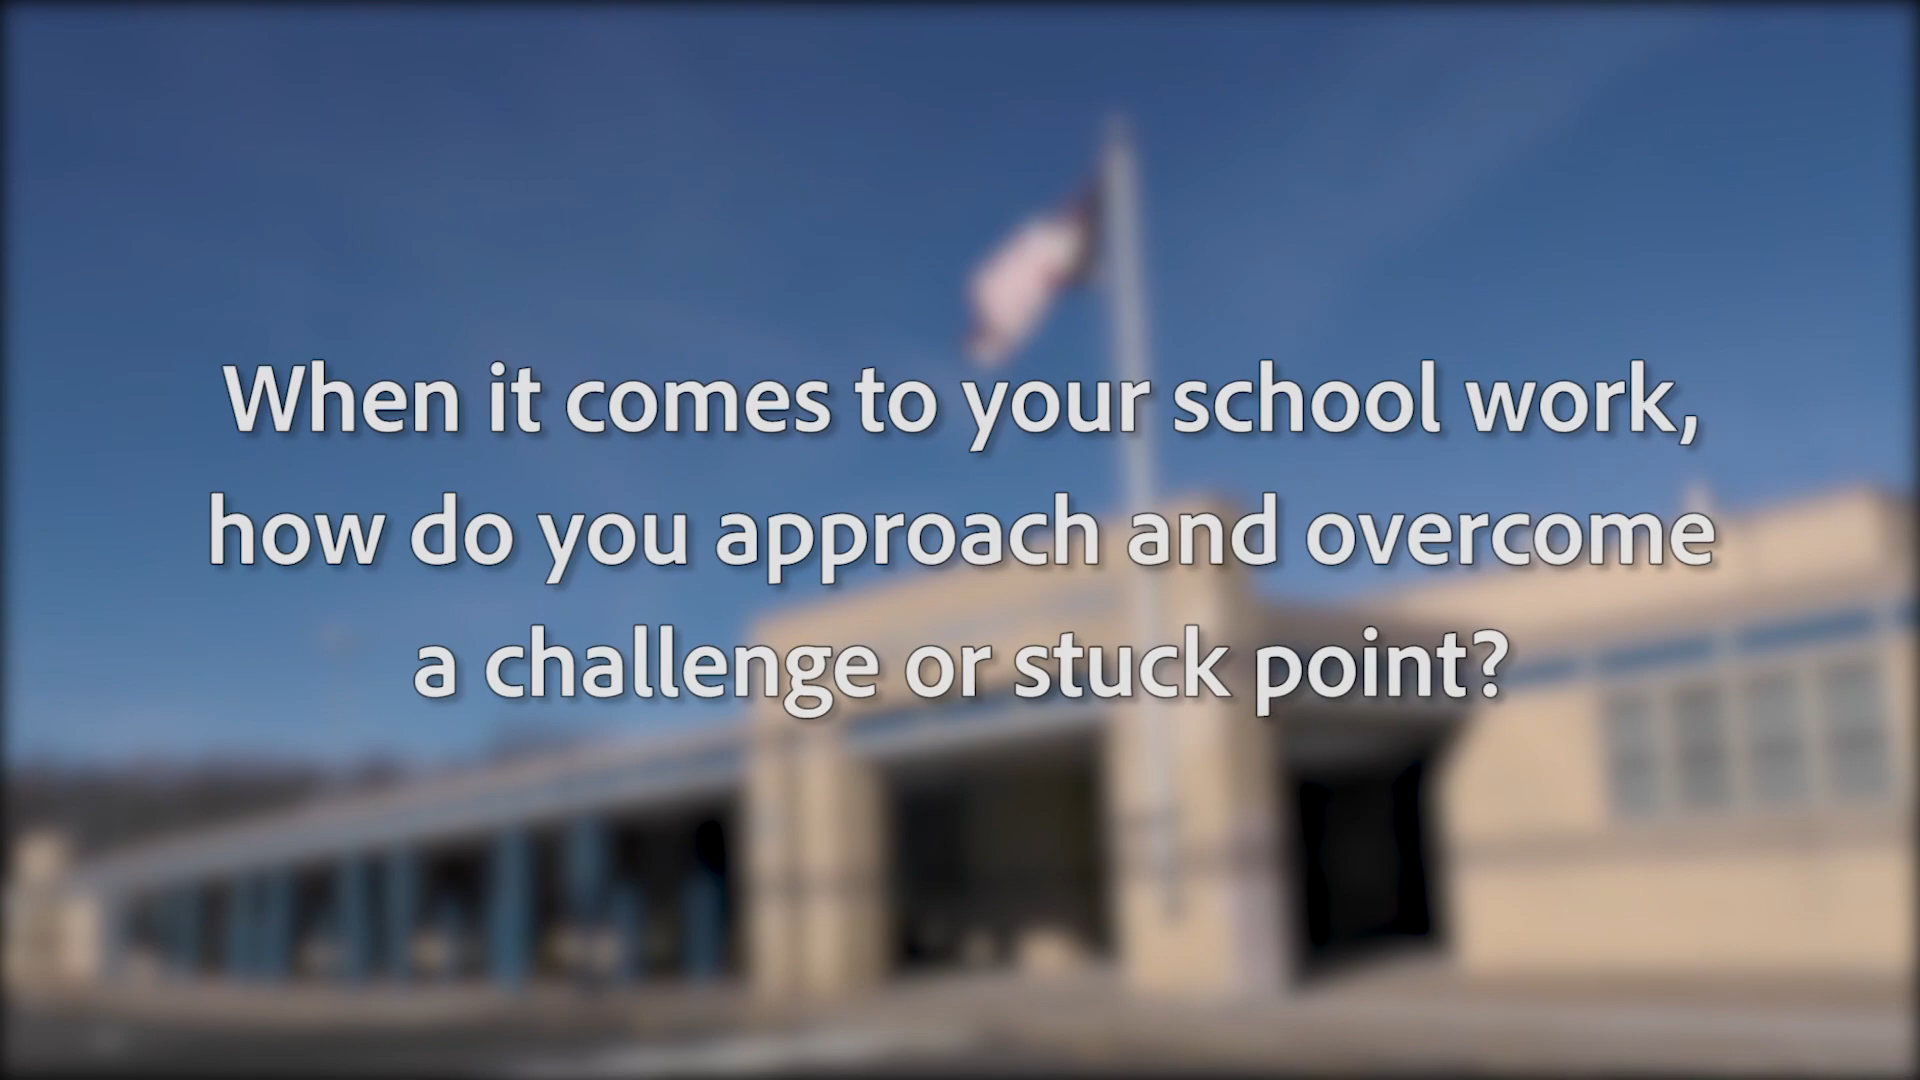 When it comes to your school work,
how do you approach and overcome
a challenge or stuck point?